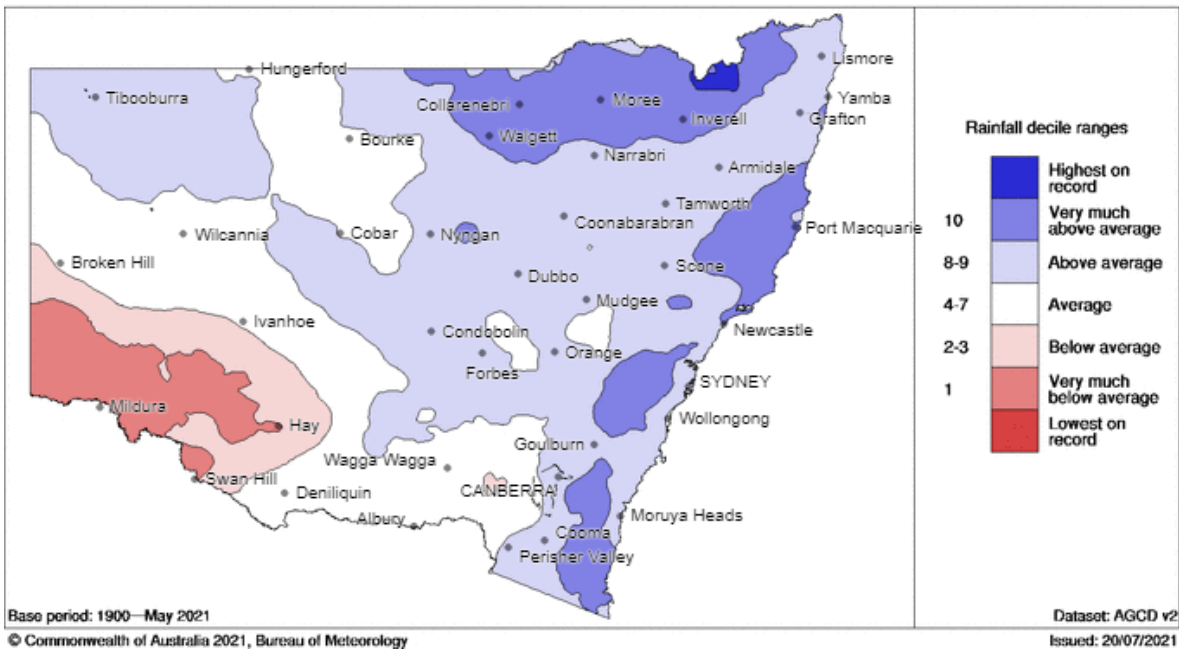 Hungerford
Lismore
Tibooburra
Collarenebri
Moree
Yamba
Inverell
Grafton
Bourke
Walgett
Narrabri
Armidale
Tamworth
Coonabarabran
Wilcannia
Cobar
Nyngan
Port Macquarie
Broken Hill
Dubbo
Scone
Mudgee
Ivanhoe
Condobolin
Newcastle
Orange
Forbes
SYDNEY
Mildura
Hay
Wollongong
Goulburn
Wagga Wagga
Swan Hill
CANBERRA
Deniliquin
Albury
Moruya Heads
Cooma
Perisher Valley
Rainfall decile ranges
Highest on
record
10 Very much
above average
8-9 Above average
4-7 Average
2-3 Below average
1 Very much
below average
Lowest on
record
Base period: 1900—May 2021
Dataset: AGCD v2
© Commonwealth of Australia 2021, Bureau of Meteorology
Issued: 20/07/2021